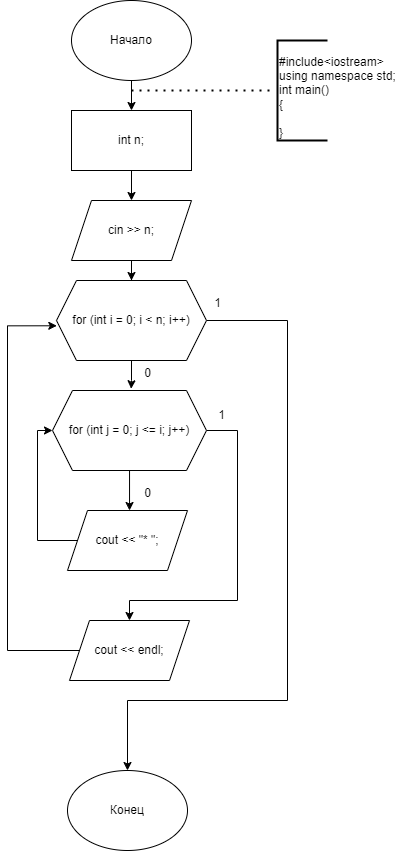 Начало
#include<iostream>
using namespace std;
int main()
{
}
int n;
cin >> n;
for (int i = 0; i < n; i++)
1
0
for (int j = 0; j <= i; j++)
1
0
cout << "* ";
cout << endl;
Конец